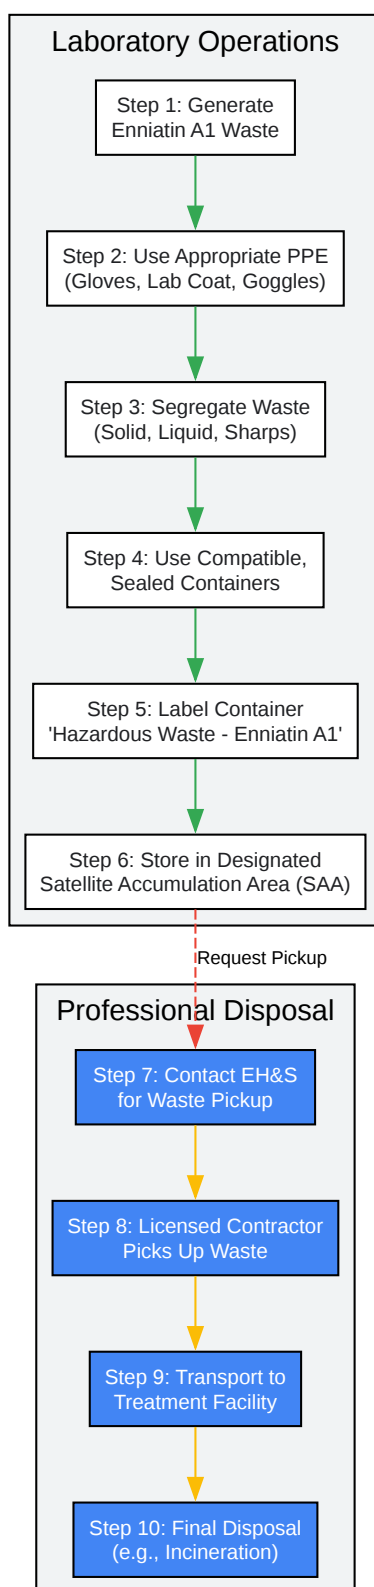 Laboratory Operations
Step 1: Generate
Enniatin A1 Waste
Step 2: Use Appropriate PPE
(Gloves, Lab Coat, Goggles)
Step 3: Segregate Waste
(Solid, Liquid, Sharps)
Step 4: Use Compatible,
Sealed Containers
Step 5: Label Container
'Hazardous Waste - Enniatin A1'
Step 6: Store in Designated
Satellite Accumulation Area (SAA)
Request Pickup
Professional Disposal
Step 7: Contact EH&S
for Waste Pickup
Step 8: Licensed Contractor
Picks Up Waste
Step 9: Transport to
Treatment Facility
Step 10: Final Disposal
(e.g., Incineration)